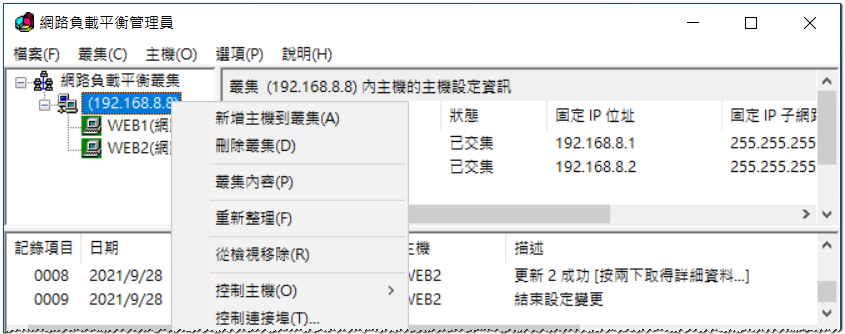 網路負載平衡管理員
檔案(F) 叢集(C) 主機(O) 選項(P) 說明(H)
網路負載平衡叢集
(192.168.8.8)
WEB1(網
WEB2(網
叢集 (192.168.8.8) 內主機的主機設定資訊
狀態 固定 IP 位址 固定 IP 子網路
已交集 192.168.8.1 255.255.255
已交集 192.168.8.2 255.255.255
新增主機到叢集(A)
刪除叢集(D)
叢集內容(P)
重新整理(F)
從檢視移除(R)
控制主機(O)
控制連接埠(T)...
記錄項目 日期 主機 描述
0008 2021/9/28 WEB2 更新 2 成功 [按兩下取得詳細資料...]
0009 2021/9/28 WEB2 結束設定變更